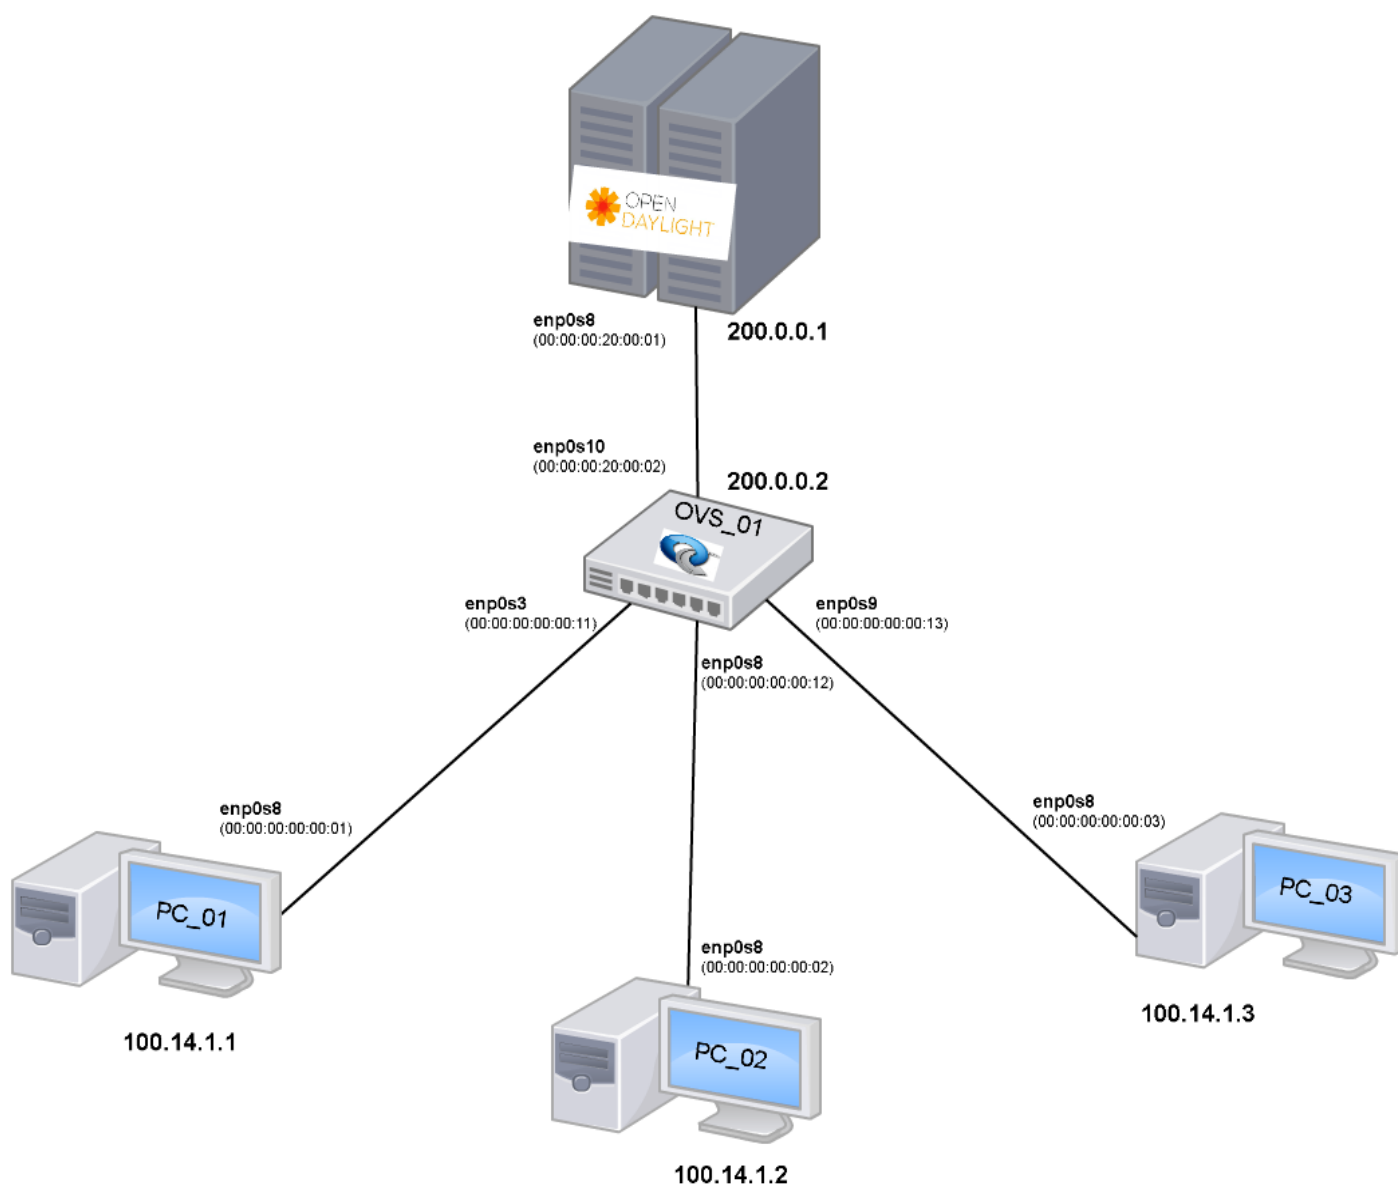 OPEN
DAYLIGHT
enp0s8
(00:00:00:20:00:01)
200.0.0.1
enp0s10
(00:00:00:20:00:02)
200.0.0.2
OVS_01
enp0s3
(00:00:00:00:00:11)
enp0s9
(00:00:00:00:00:13)
enp0s8
(00:00:00:00:00:12)
enp0s8
(00:00:00:00:00:01)
enp0s8
(00:00:00:00:00:03)
PC_01
PC_03
enp0s8
(00:00:00:00:00:02)
100.14.1.1
100.14.1.3
PC_02
100.14.1.2